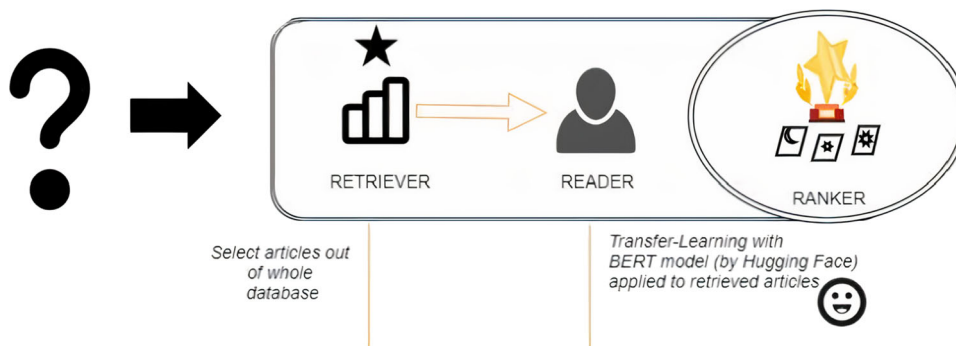 RETRIEVER
READER
RANKER
Select articles out
of whole
database
Transfer-Learning with
BERT model (by Hugging Face)
applied to retrieved articles